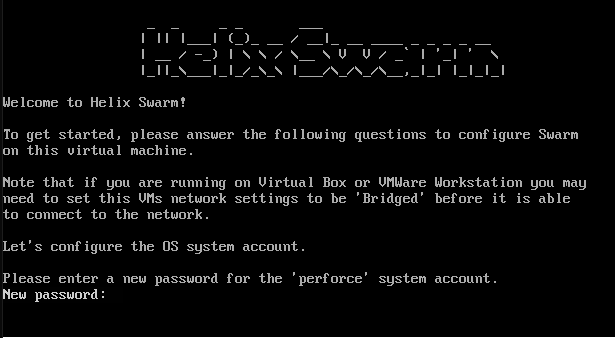 Helix Swarm
Welcome to Helix Swarm!
To get started, please answer the following questions to configure Swarm
on this virtual machine.
Note that if you are running on Virtual Box or VMWare Workstation you may
need to set this VMs network settings to be 'Bridged' before it is able
to connect to the network.
Let's configure the OS system account.
Please enter a new password for the 'perforce' system account.
New password: